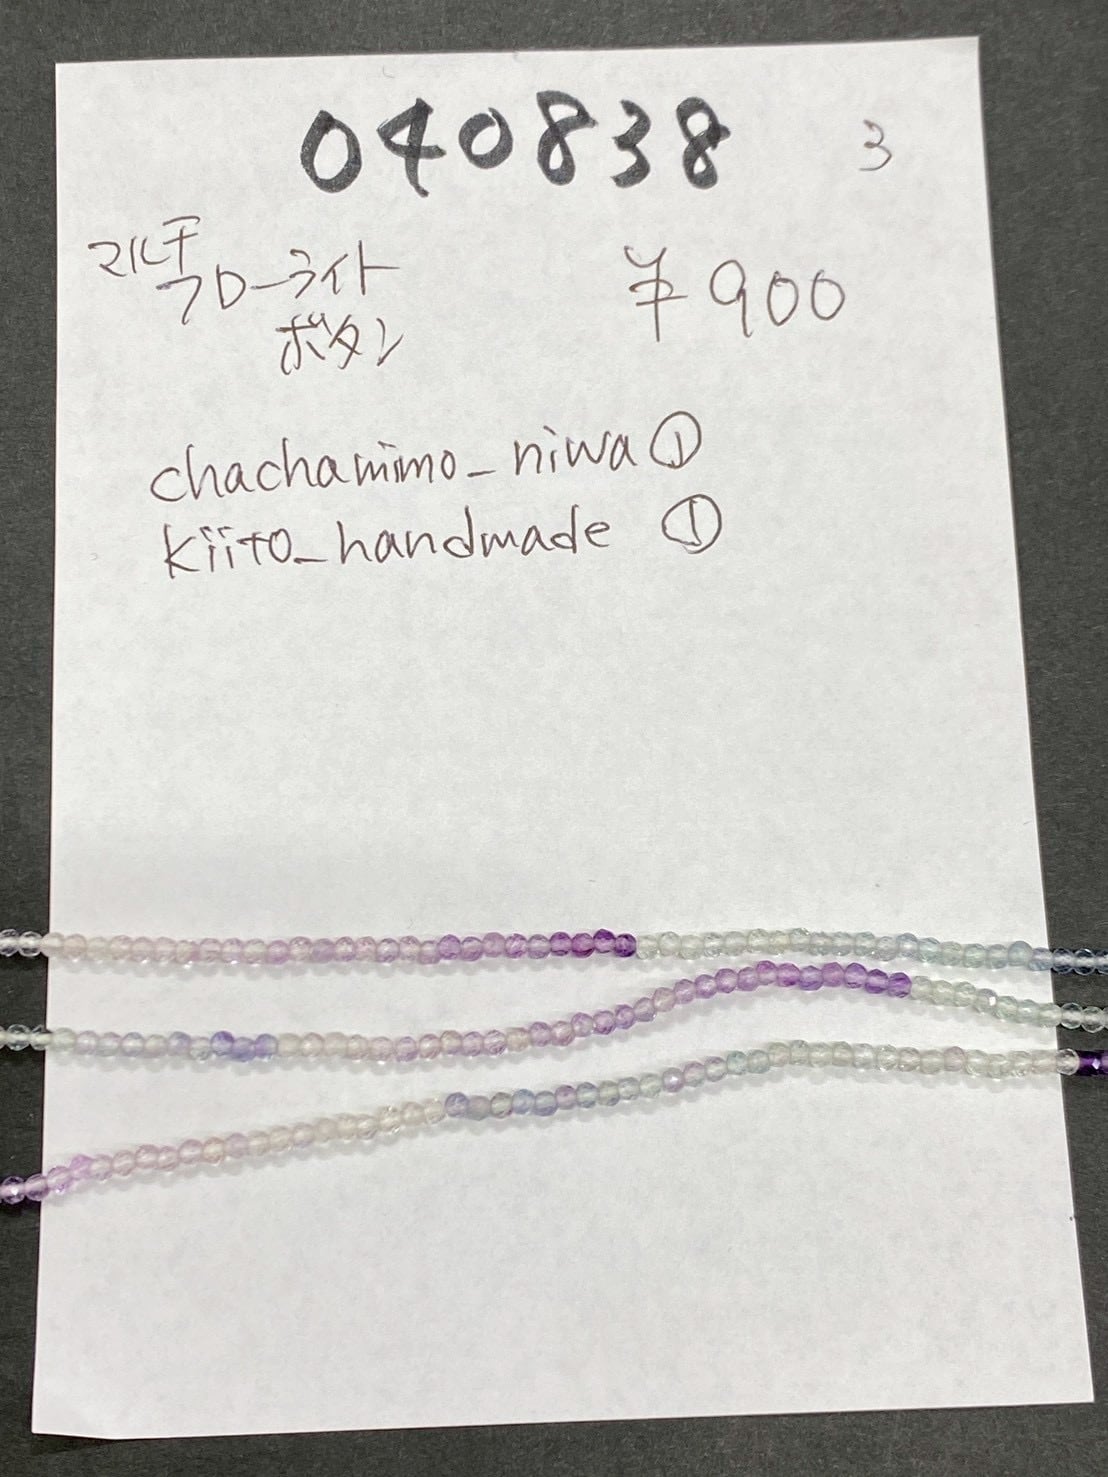 040838 3
マルチ
フローライト ¥900
ボタン
chachamimo_niwa①
kiito_handmade ①